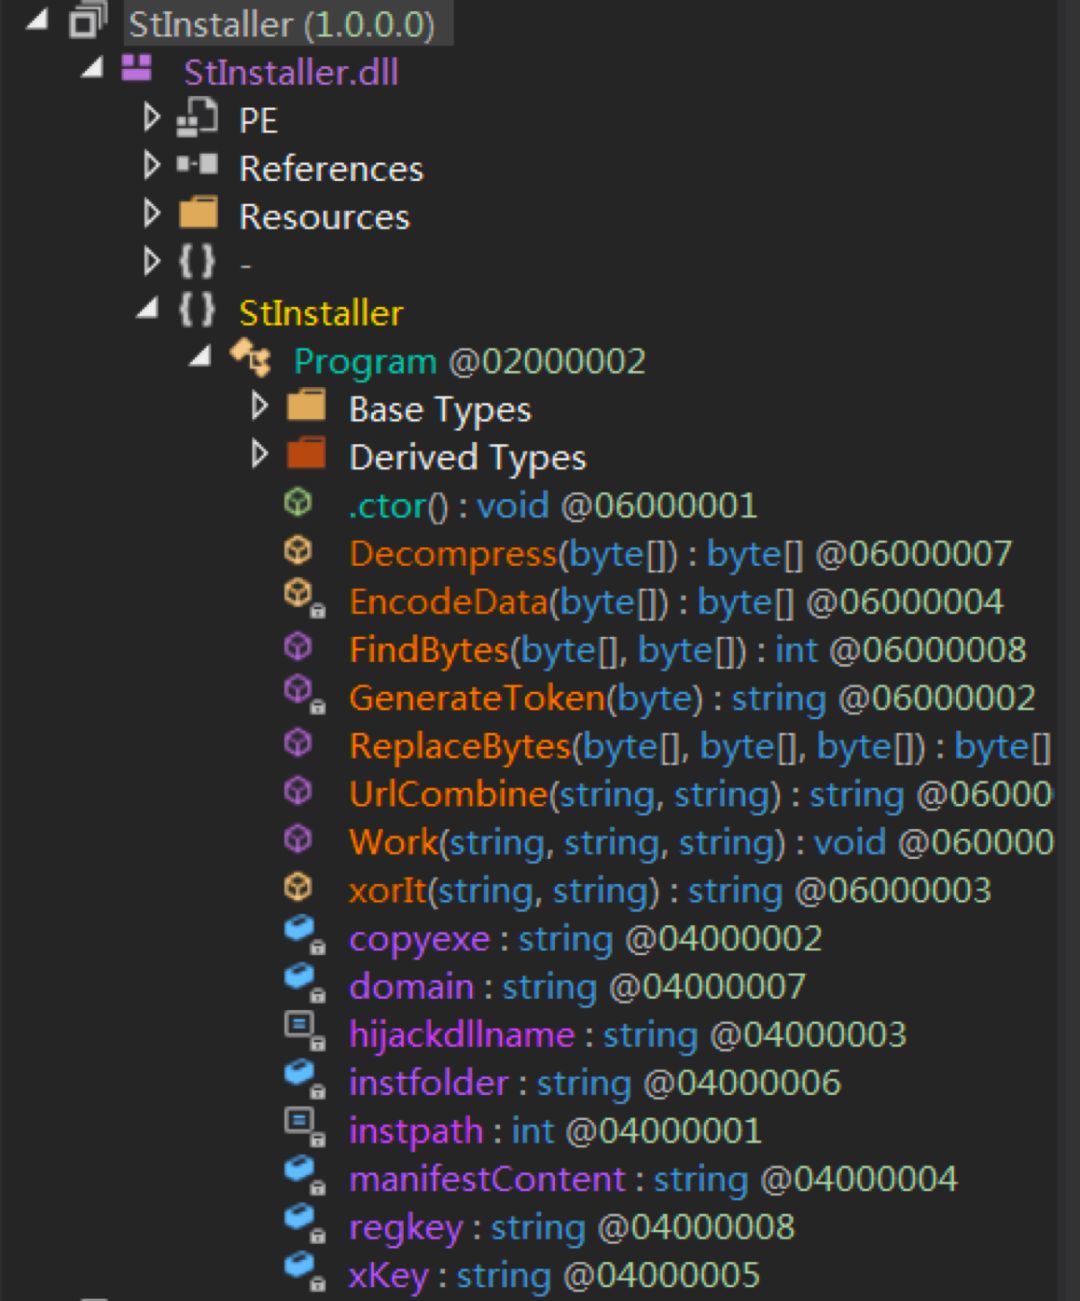 StInstaller (1.0.0.0)
StInstaller.dll
PE
References
Resources
{ } -
{ } StInstaller
Program @02000002
Base Types
Derived Types
.ctor() : void @06000001
Decompress(byte[]) : byte[] @06000007
EncodeData(byte[]) : byte[] @06000004
FindBytes(byte[], byte[]) : int @06000008
GenerateToken(byte) : string @06000002
ReplaceBytes(byte[], byte[], byte[]) : byte[]
UrlCombine(string, string) : string @06000
Work(string, string, string) : void @060000
xorIt(string, string) : string @06000003
copyexe : string @04000002
domain : string @04000007
hijackdllname : string @04000003
instfolder : string @04000006
instpath : int @04000001
manifestContent : string @04000004
regkey : string @04000008
xKey : string @04000005